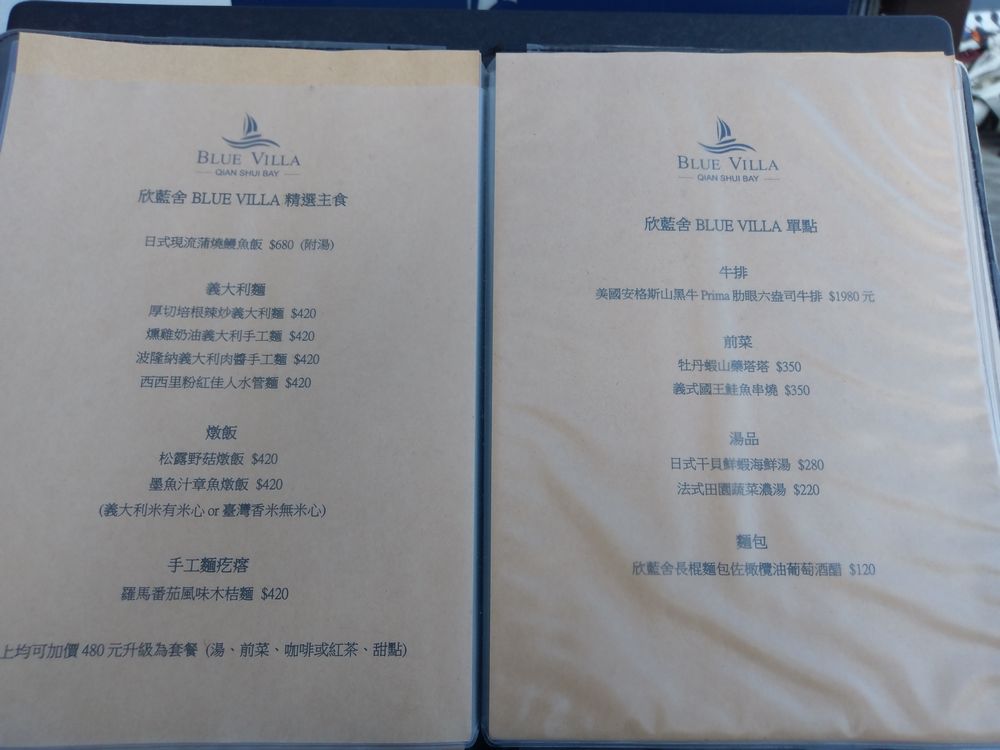 BLUE VILLA
QIAN SHUI BAY
欣藍舍 BLUE VILLA 精選主食
日式現流蒲燒鰻魚飯 $680 (附湯)
義大利麵
厚切培根辣炒義大利麵 $420
燻雞奶油義大利手工麵 $420
波隆納義大利肉醬手工麵 $420
西西里粉紅佳人水管麵 $420
燉飯
松露野菇燉飯 $420
墨魚汁章魚燉飯 $420
(義大利米有米心 or 臺灣香米無米心)
手工麵疙瘩
羅馬番茄風味木桔麵 $420
上均可加價 480 元升級為套餐 (湯、前菜、咖啡或紅茶、甜點)
BLUE VILLA
QIAN SHUI BAY
欣藍舍 BLUE VILLA 單點
牛排
美國安格斯山黑牛 Prima 肋眼六盎司牛排 $1980 元
前菜
牡丹蝦山藥塔塔 $350
義式國王鮭魚串燒 $350
湯品
日式干貝鮮蝦海鮮湯 $280
法式田園蔬菜濃湯 $220
麵包
欣藍舍長棍麵包佐橄欖油葡萄酒醋 $120